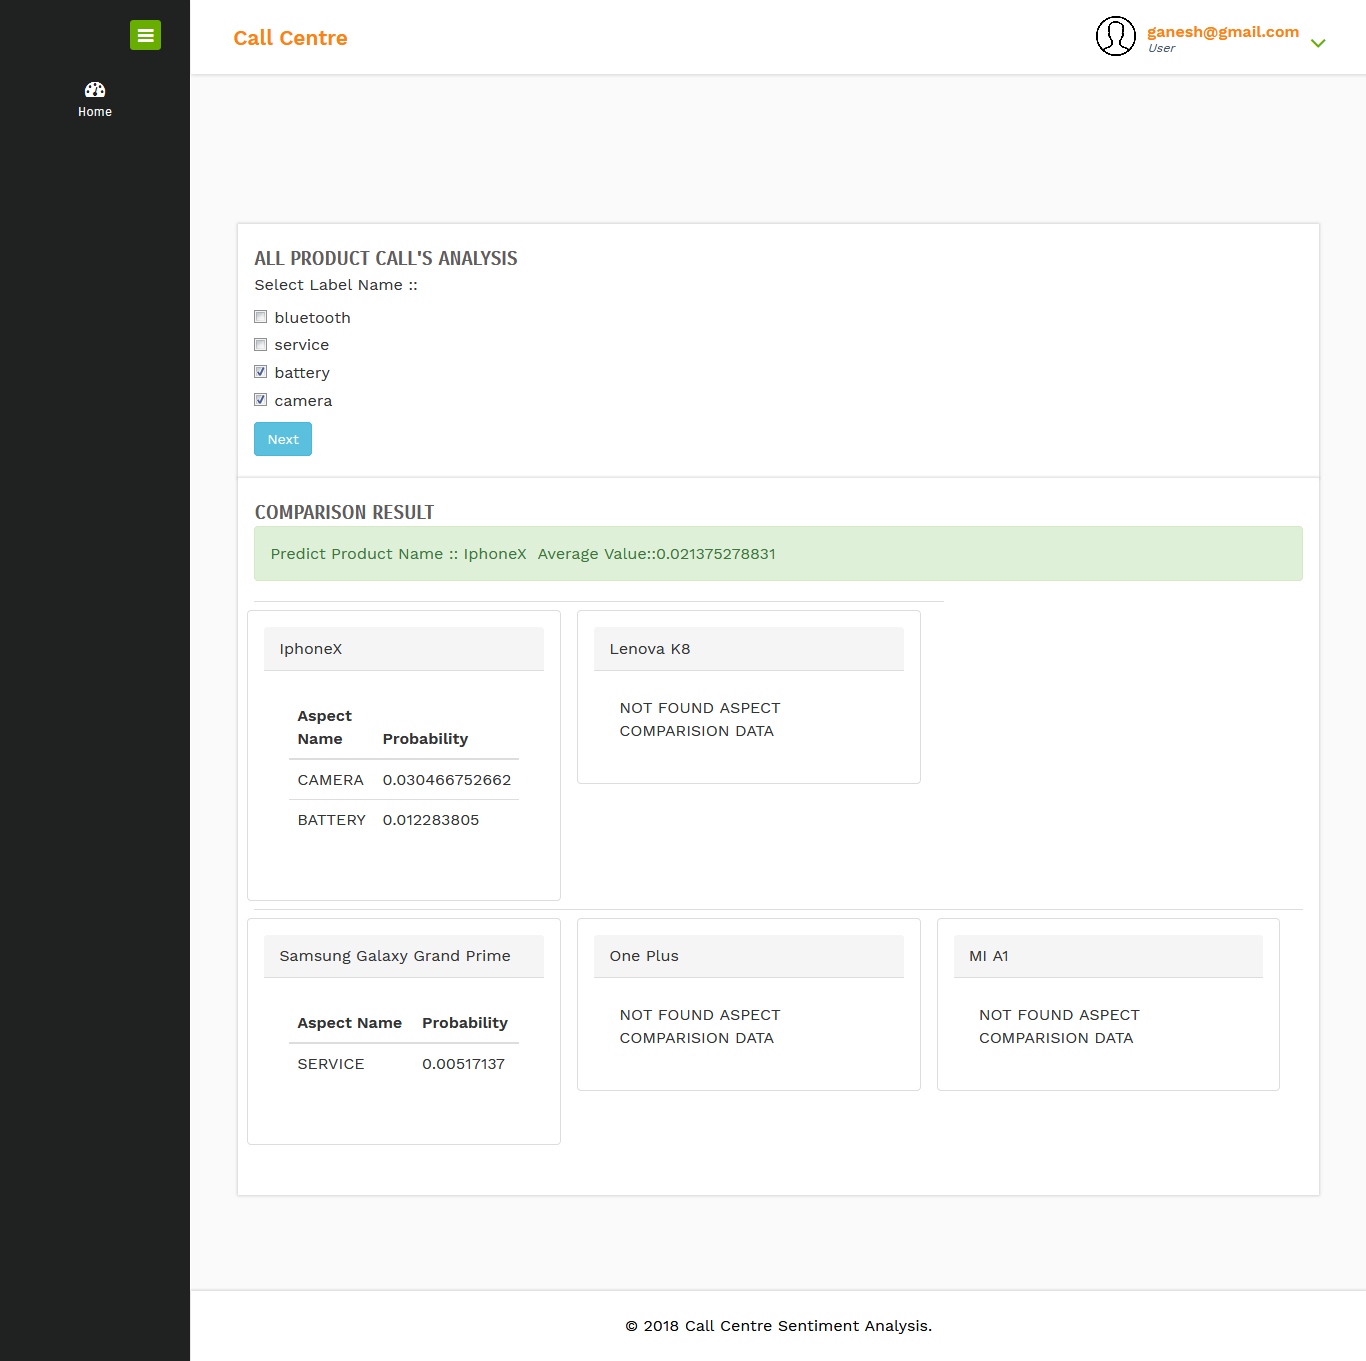 Call Centre
ganesh@gmail.com
User
Home
ALL PRODUCT CALL'S ANALYSIS
Select Label Name ::
bluetooth
service
battery
camera
Next
COMPARISON RESULT
Predict Product Name :: IphoneX Average Value::0.021375278831
IphoneX
Aspect
Name Probability
CAMERA 0.030466752662
BATTERY 0.012283805
Lenova K8
NOT FOUND ASPECT
COMPARISION DATA
Samsung Galaxy Grand Prime
Aspect Name Probability
SERVICE 0.00517137
One Plus
NOT FOUND ASPECT
COMPARISION DATA
MI A1
NOT FOUND ASPECT
COMPARISION DATA
© 2018 Call Centre Sentiment Analysis.